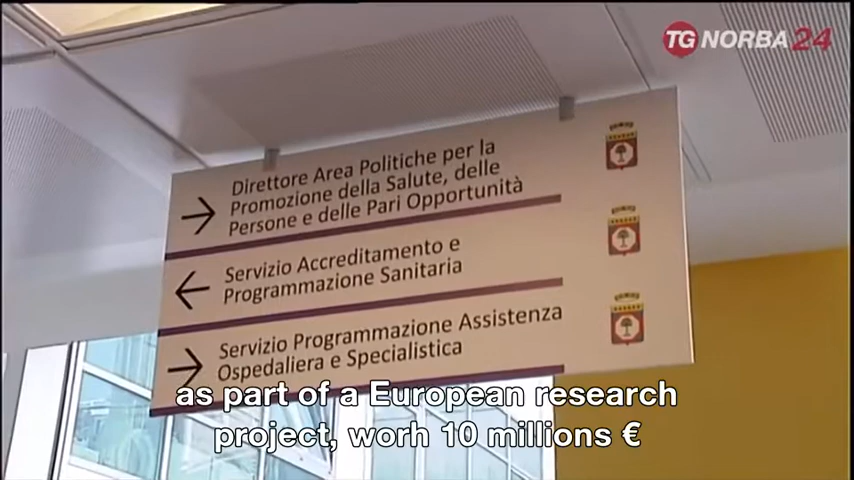 TG NORBA 24
Direttore Area Politiche per la
Promozione della Salute, delle
Persone e delle Pari Opportunità
Servizio Accreditamento e
Programmazione Sanitaria
Servizio Programmazione Assistenza
Ospedaliera e Specialistica
as part of a European research
project, worh 10 millions €